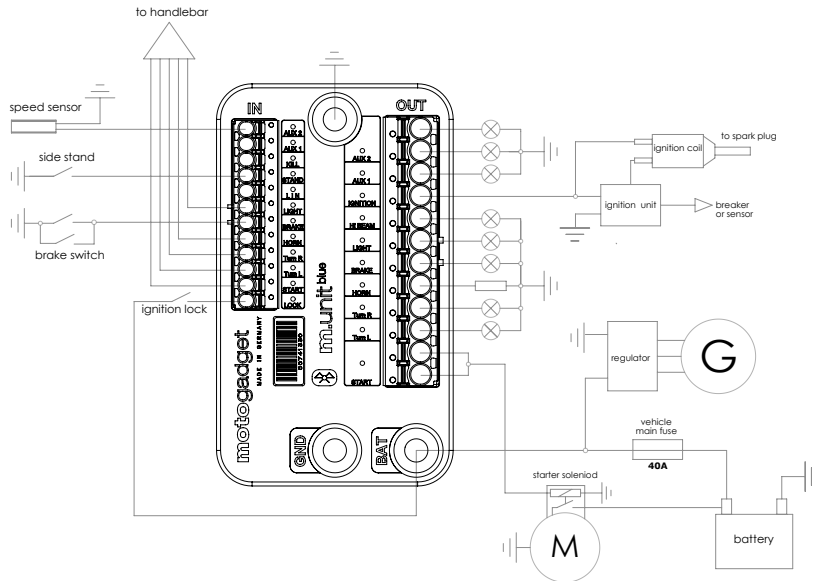 to handlebar
speed sensor
side stand
brake switch
ignition lock
IN
OUT
AUX 2
AUX 1
KILL
STAND
LIN
LIGHT
BRAKE
HORN
Turn R
Turn L
START
LOCK
AUX 2
AUX 1
IGNITION
HI BEAM
LIGHT
BRAKE
HORN
Turn R
Turn L
START
m.unit blue
motogadget
MADE IN GERMANY
GND
BAT
ignition coil
to spark plug
ignition unit
breaker
or sensor
regulator
G
vehicle
main fuse
40A
starter soleniod
M
battery